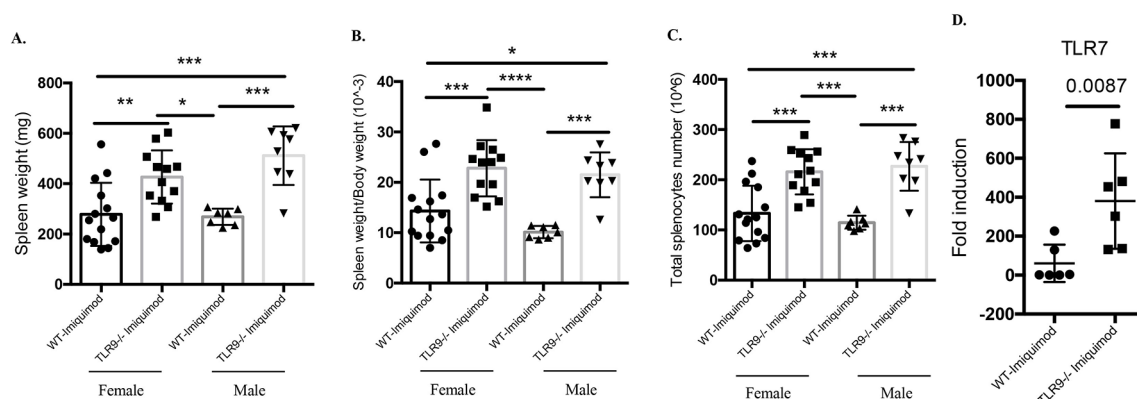 A.
Spleen weight (mg)
800
600
400
200
0
***
**
*
***
WT-Imiquimod
TLR9-/- Imiquimod
WT-Imiquimod
TLR9-/- Imiquimod
Female
Male
B.
Spleen weight/Body weight (10^-3)
40
30
20
10
0
*
***
****
***
WT-Imiquimod
TLR9-/- Imiquimod
WT-Imiquimod
TLR9-/- Imiquimod
Female
Male
C.
Total splenocytes number (10^6)
400
300
200
100
0
***
***
***
***
WT-Imiquimod
TLR9-/- Imiquimod
WT-Imiquimod
TLR9-/- Imiquimod
Female
Male
D.
TLR7
Fold induction
1000
800
600
400
200
0
-200
0.0087
WT-Imiquimod
TLR9-/- Imiquimod